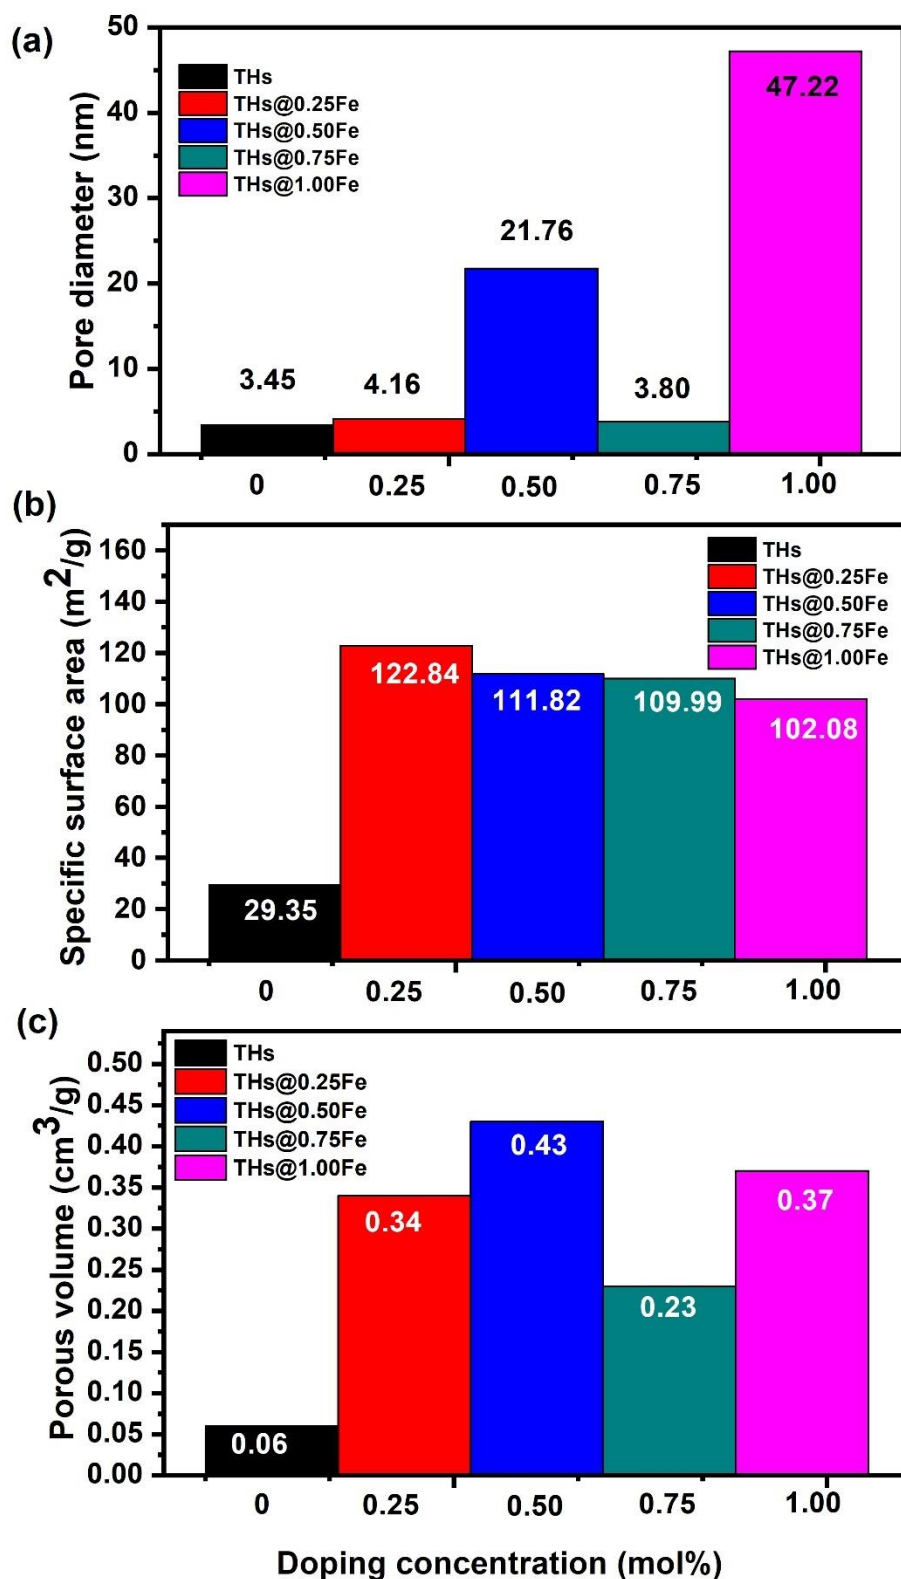 (a)
Pore diameter (nm)
50
40
30
20
10
0
THs
THs@0.25Fe
THs@0.50Fe
THs@0.75Fe
THs@1.00Fe
3.45
4.16
21.76
3.80
47.22
0 0.25 0.50 0.75 1.00
(b)
Specific surface area (m²/g)
160
140
120
100
80
60
40
20
0
THs
THs@0.25Fe
THs@0.50Fe
THs@0.75Fe
THs@1.00Fe
29.35
122.84
111.82
109.99
102.08
0 0.25 0.50 0.75 1.00
(c)
Porous volume (cm³/g)
0.50
0.45
0.40
0.35
0.30
0.25
0.20
0.15
0.10
0.05
0.00
THs
THs@0.25Fe
THs@0.50Fe
THs@0.75Fe
THs@1.00Fe
0.06
0.34
0.43
0.23
0.37
0 0.25 0.50 0.75 1.00
Doping concentration (mol%)